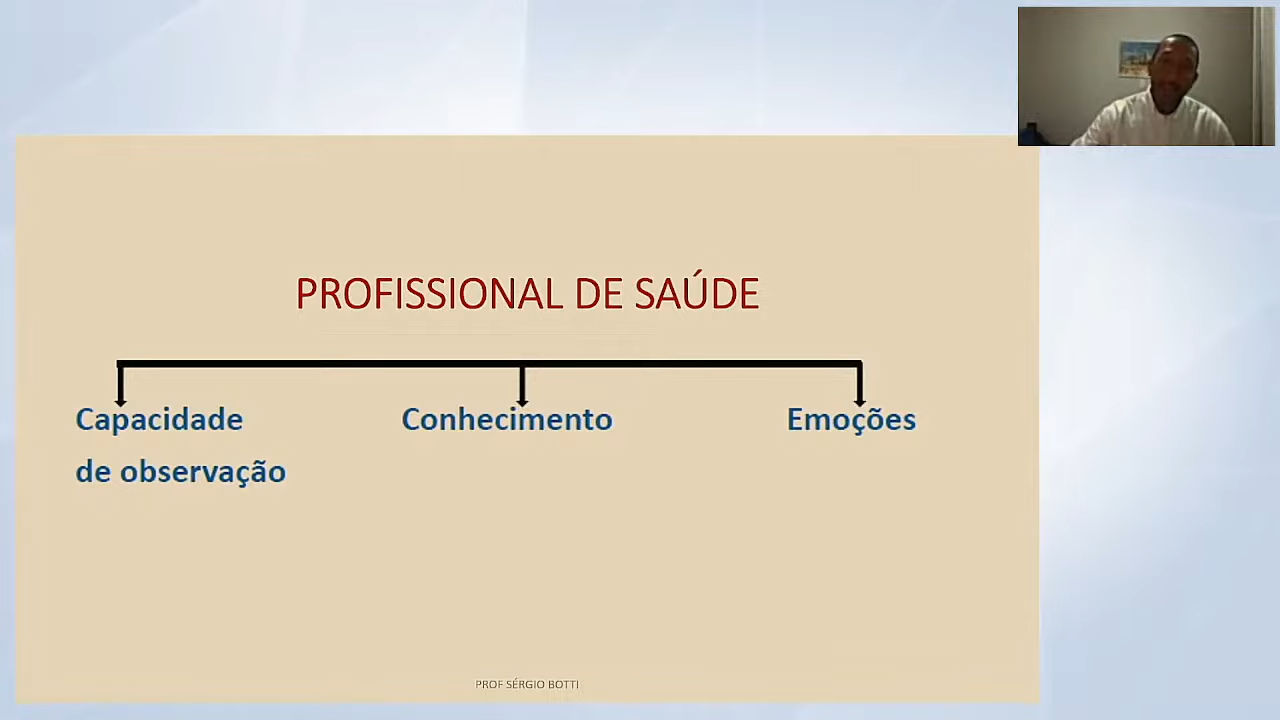 PROFISSIONAL DE SAÚDE
Capacidade Conhecimento Emoções
de observação
PROF SÉRGIO BOTTI